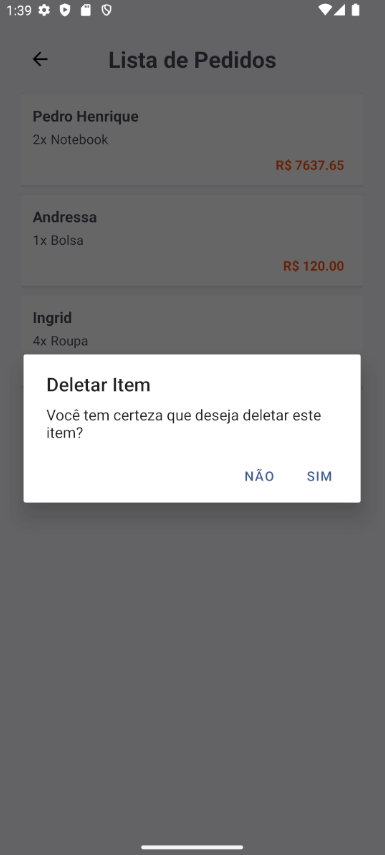 1:39
Lista de Pedidos
Pedro Henrique
2x Notebook
R$ 7637.65
Andressa
1x Bolsa
R$ 120.00
Ingrid
4x Roupa
Deletar Item
Você tem certeza que deseja deletar este
item?
NÃO SIM